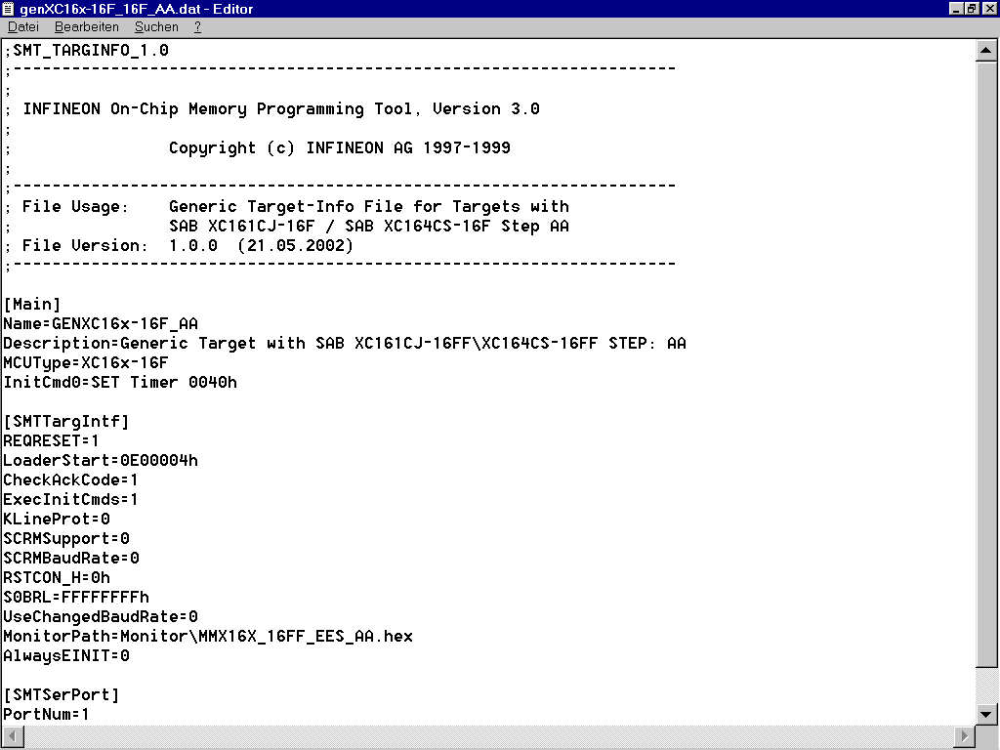 genXC16x-16F_16F_AA.dat - Editor
Datei Bearbeiten Suchen ?
;SMT_TARGINFO_1.0
;--------------------------------------------------------------------
;
; INFINEON On-Chip Memory Programming Tool, Version 3.0
;
;                Copyright (c) INFINEON AG 1997-1999
;
;--------------------------------------------------------------------
; File Usage:    Generic Target-Info File for Targets with
;                SAB XC161CJ-16F / SAB XC164CS-16F Step AA
; File Version:  1.0.0  (21.05.2002)
;--------------------------------------------------------------------
[Main]
Name=GENXC16x-16F_AA
Description=Generic Target with SAB XC161CJ-16FF\XC164CS-16FF STEP: AA
MCUType=XC16x-16F
InitCmd0=SET Timer 0040h
[SMTTargIntf]
REQRESET=1
LoaderStart=0E00004h
CheckAckCode=1
ExecInitCmds=1
KLineProt=0
SCRMSupport=0
SCRMBaudRate=0
RSTCON_H=0h
S0BRL=FFFFFFFFh
UseChangedBaudRate=0
MonitorPath=Monitor\MMX16X_16FF_EES_AA.hex
AlwaysEINIT=0
[SMTSerPort]
PortNum=1